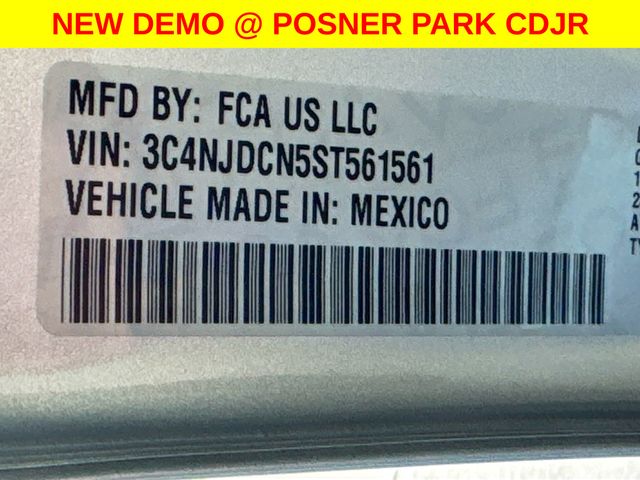 NEW DEMO @ POSNER PARK CDJR
MFD BY: FCA US LLC
VIN: 3C4NJDCN5ST561561
VEHICLE MADE IN: MEXICO